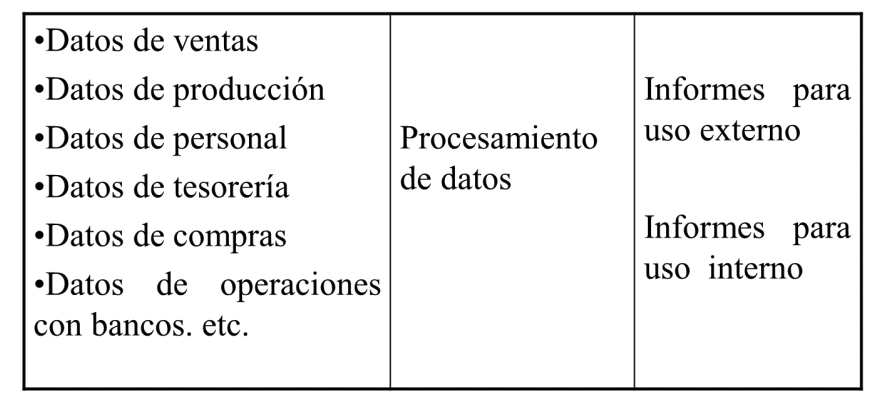 •Datos de ventas
•Datos de producción
•Datos de personal
•Datos de tesorería
•Datos de compras
•Datos de operaciones
con bancos. etc.
Procesamiento
de datos
Informes para
uso externo
Informes para
uso interno